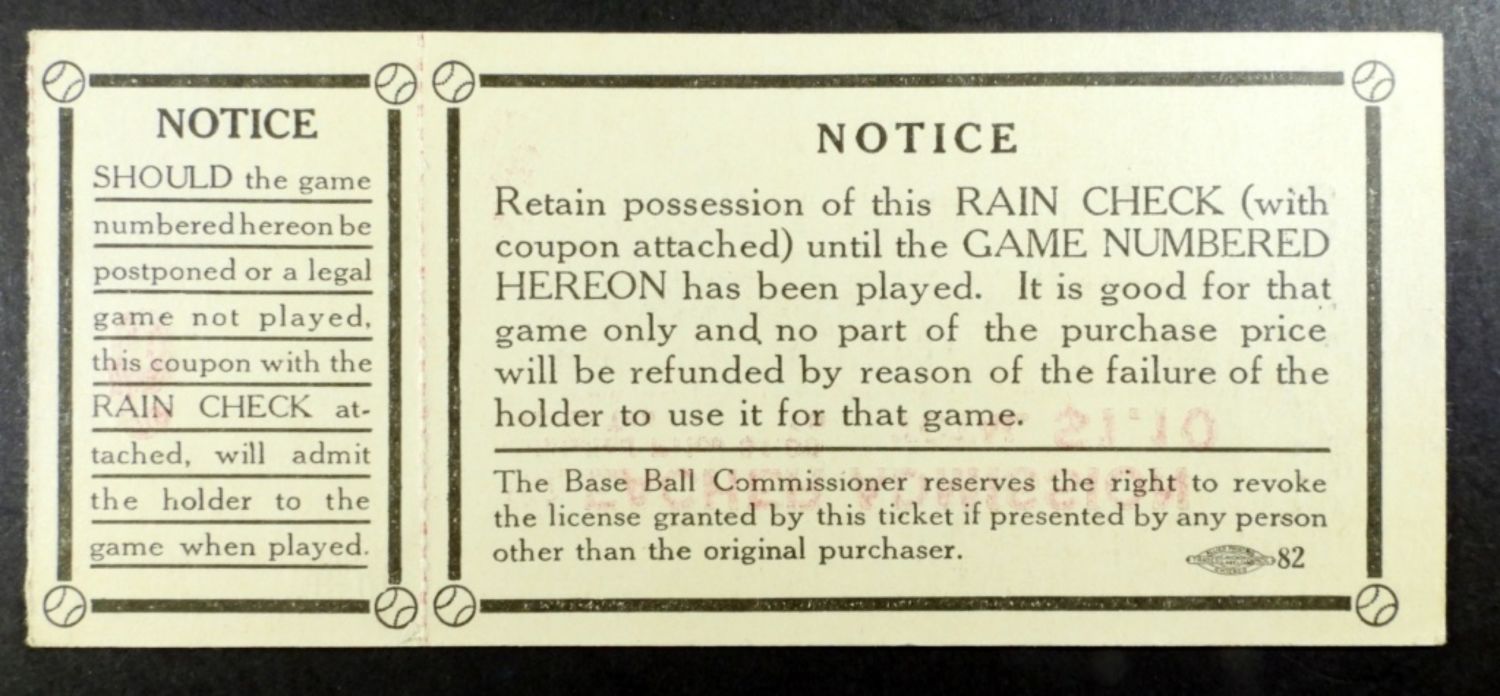 NOTICE
SHOULD the game
numbered hereon be
postponed or a legal
game not played,
this coupon with the
RAIN CHECK at-
tached, will admit
the holder to the
game when played.
NOTICE
Retain possession of this RAIN CHECK (with
coupon attached) until the GAME NUMBERED
HEREON has been played. It is good for that
game only and no part of the purchase price
will be refunded by reason of the failure of the
holder to use it for that game.
The Base Ball Commissioner reserves the right to revoke
the license granted by this ticket if presented by any person
other than the original purchaser.
82